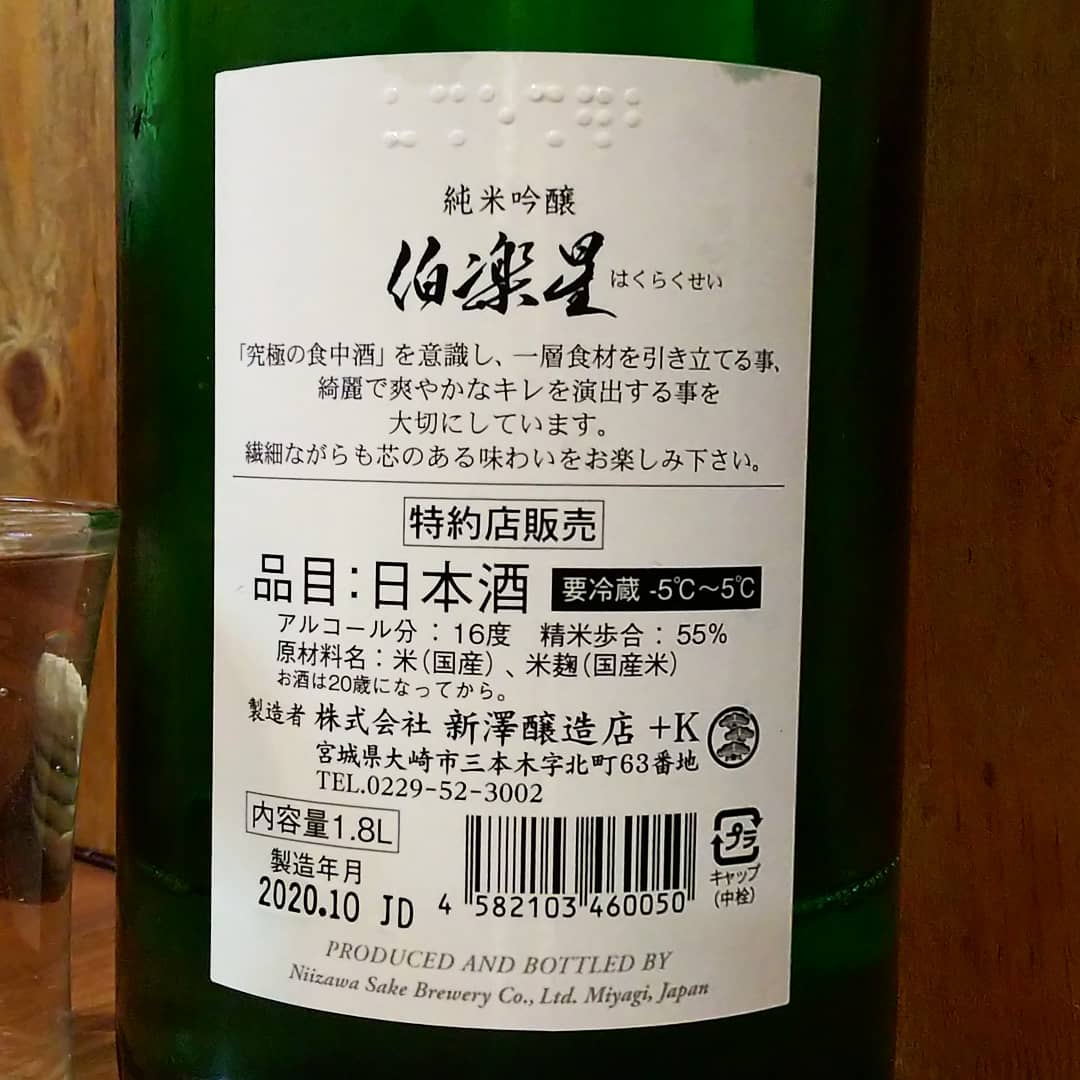 純米吟醸
伯楽星 はくらくせい
「究極の食中酒」を意識し、一層食材を引き立てる事、
綺麗で爽やかなキレを演出する事を
大切にしています。
繊細ながらも芯のある味わいをお楽しみ下さい。
特約店販売
品目:日本酒 要冷蔵 -5℃～5℃
アルコール分 : 16度 精米歩合 : 55%
原材料名 : 米(国産)、米麹(国産米)
お酒は20歳になってから。
製造者 株式会社 新澤醸造店 +K
宮城県大崎市三本木字北町63番地
TEL.0229-52-3002
内容量1.8L
製造年月
2020.10 JD
4 582103 460050
プラ
キャップ
(中栓)
PRODUCED AND BOTTLED BY
Niizawa Sake Brewery Co., Ltd. Miyagi, Japan